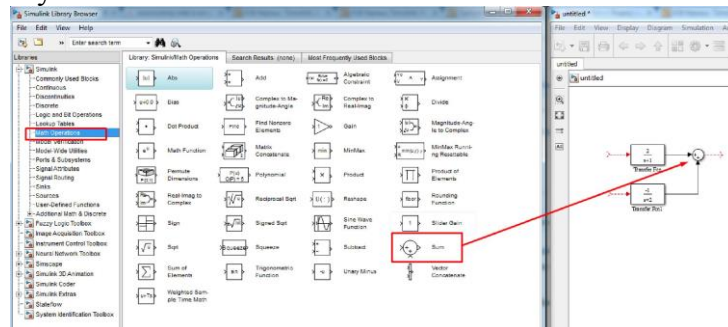 Simulink Library Browser
File Edit View Help
Enter search term
Libraries
Simulink
Commonly Used Blocks
Continuous
Discontinuities
Discrete
Logic and Bit Operations
Lookup Tables
Math Operations
Model Verification
Model-Wide Utilities
Ports & Subsystems
Signal Attributes
Signal Routing
Sinks
Sources
User-Defined Functions
Additional Math & Discrete
Fuzzy Logic Toolbox
Image Acquisition Toolbox
Instrument Control Toolbox
Neural Network Toolbox
Simscape
Simulink 3D Animation
Simulink Coder
Simulink Extras
Stateflow
System Identification Toolbox
Library: Simulink/Math Operations
Search Results: (none)
Most Frequently Used Blocks
Abs
Add
Algebraic Constraint
Assignment
Bias
Complex to Magnitude-Angle
Complex to Real-Imag
Divide
Dot Product
Find Nonzero Elements
Gain
Magnitude-Angle to Complex
Math Function
Matrix Concatenate
MinMax
MinMax Running Resettable
Permute Dimensions
Polynomial
Product
Product of Elements
Real-Imag to Complex
Reciprocal Sqrt
Reshape
Rounding Function
Sign
Signed Sqrt
Sine Wave Function
Slider Gain
Sqrt
Squeeze
Subtract
Sum
Sum of Elements
Trigonometric Function
Unary Minus
Vector Concatenate
Weighted Sample Time Math
untitled *
File Edit View Display Diagram Simulation
untitled
untitled
2
s+1
Transfer Fcn
s+2
Transfer Fcn1